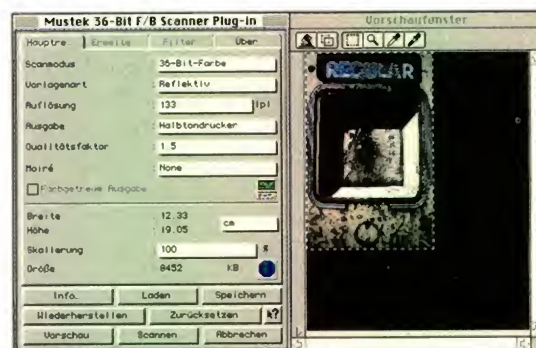 Mustek 36-Bit F/B Scanner Plug-in
Hauptre. Erweite Filter Über
Scanmodus : 36-Bit-Farbe
Vorlagenart : Reflektiv
Auflösung : 133 lpi
Ausgabe : Halbtondrucker
Qualitätsfaktor : 1.5
Moiré : None
Farbgetreue Ausgabe
Breite : 12.33 cm
Höhe : 19.05
Skalierung 100 %
Größe : 8452 KB
Info.. Laden Speichern
Wiederherstellen Zurücksetzen ?
Vorschau Scannen Abbrechen
Vorschaufenster
REGULAR